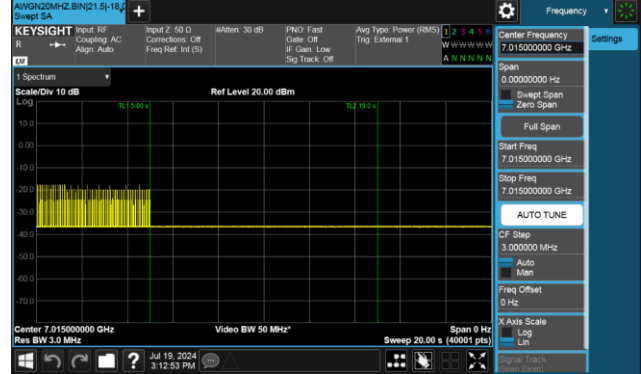 AWGN20MHZ.BIN|21.5|-18.0
Swept SA
+
Frequency
KEYSIGHT
R
LW
Input: RF
Coupling: AC
Align: Auto
Input Z: 50 Ω
Corrections: Off
Freq Ref: Int (S)
#Atten: 30 dB
PNO: Fast
Gate: Off
IF Gain: Low
Sig Track: Off
Avg Type: Power (RMS)
Trig: External 1
1 2 3 4 5 6
W W W W W W
A N N N N N
1 Spectrum
Scale/Div 10 dB
Ref Level 20.00 dBm
Log
TL1 5.00 s
TL2 15.0 s
10.0
0.00
-10.0
-20.0
-30.0
-40.0
-50.0
-60.0
-70.0
Center 7.015000000 GHz
Video BW 50 MHz*
Span 0 Hz
Res BW 3.0 MHz
Sweep 20.00 s (40001 pts)
?
Jul 19, 2024
3:12:53 PM
Center Frequency
7.015000000 GHz
Settings
Span
0.00000000 Hz
Swept Span
Zero Span
Full Span
Start Freq
7.015000000 GHz
Stop Freq
7.015000000 GHz
AUTO TUNE
CF Step
3.000000 MHz
Auto
Man
Freq Offset
0 Hz
X Axis Scale
Log
Lin
Signal Track
(Span Zoom)